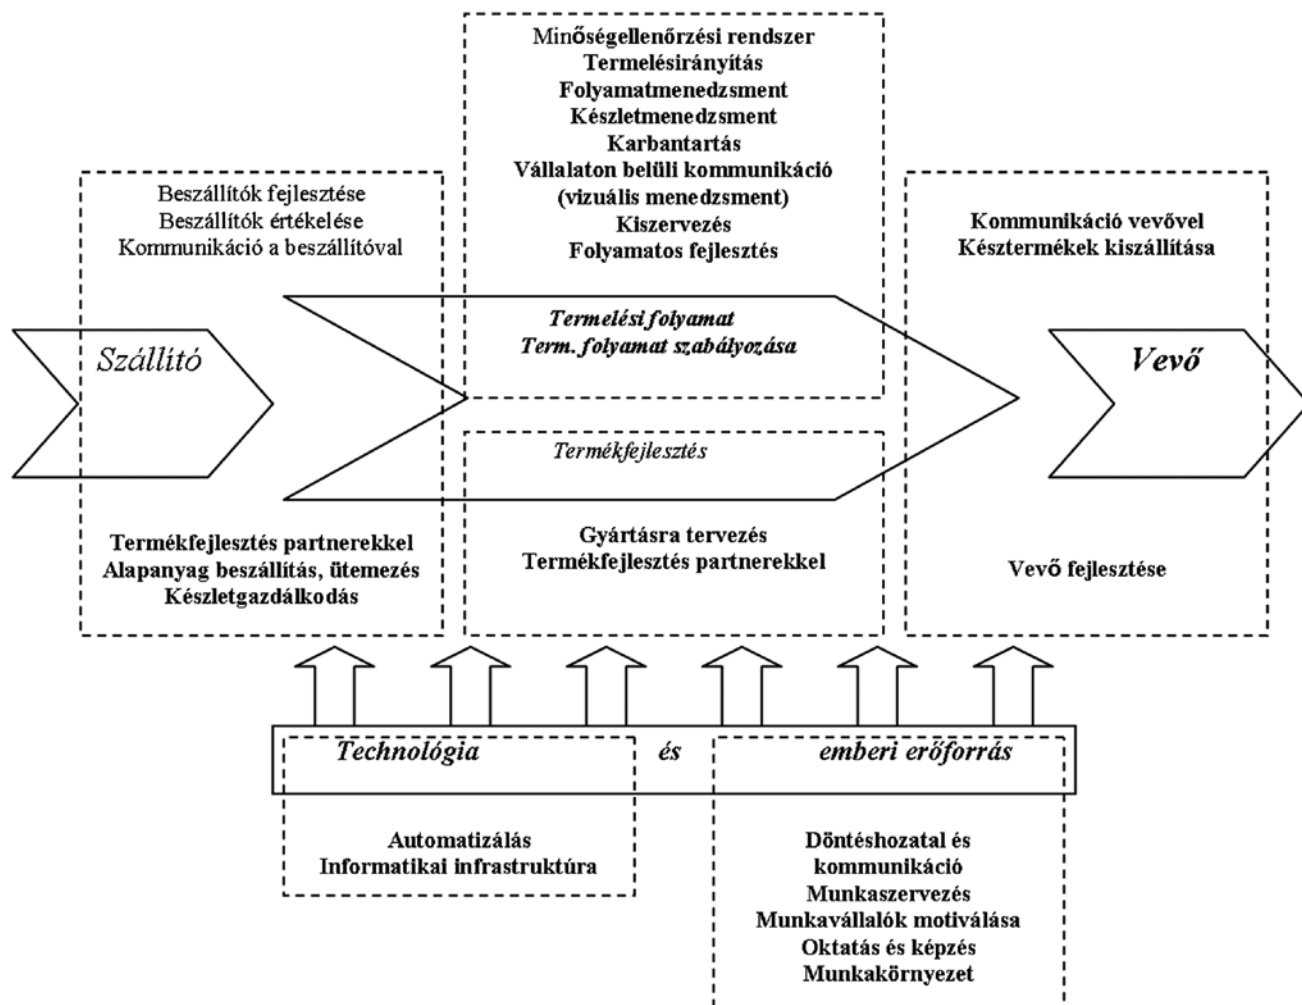 Minőségellenőrzési rendszer
Termelésirányítás
Folyamatmenedzsment
Készletmenedzsment
Karbantartás
Vállalaton belüli kommunikáció
(vizuális menedzsment)
Kiszervezés
Folyamatos fejlesztés
Beszállítók fejlesztése
Beszállítók értékelése
Kommunikáció a beszállítóval
Kommunikáció vevővel
Késztermékek kiszállítása
Szállító
Termelési folyamat
Term. folyamat szabályozása
Vevő
Termékfejlesztés
Termékfejlesztés partnerekkel
Alapanyag beszállítás, ütemezés
Készletgazdálkodás
Gyártásra tervezés
Termékfejlesztés partnerekkel
Vevő fejlesztése
Technológia és emberi erőforrás
Automatizálás
Informatikai infrastruktúra
Döntéshozatal és
kommunikáció
Munkaszervezés
Munkavállalók motiválása
Oktatás és képzés
Munkakörnyezet